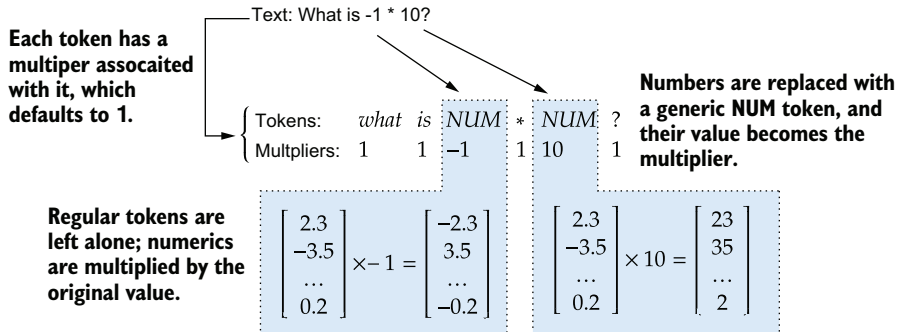 Text: What is -1 * 10?
Each token has a
multiper assocaited
with it, which
defaults to 1.
Numbers are replaced with
a generic NUM token, and
their value becomes the
multiplier.
Tokens: what is NUM * NUM ?
Multpliers: 1 1 −1 1 10 1
Regular tokens are
left alone; numerics
are multiplied by the
original value.
2.3 −2.3 2.3 23
−3.5 3.5 −3.5 35
×− 1 = × 10 =
... ... ... ...
0.2 −0.2 0.2 2